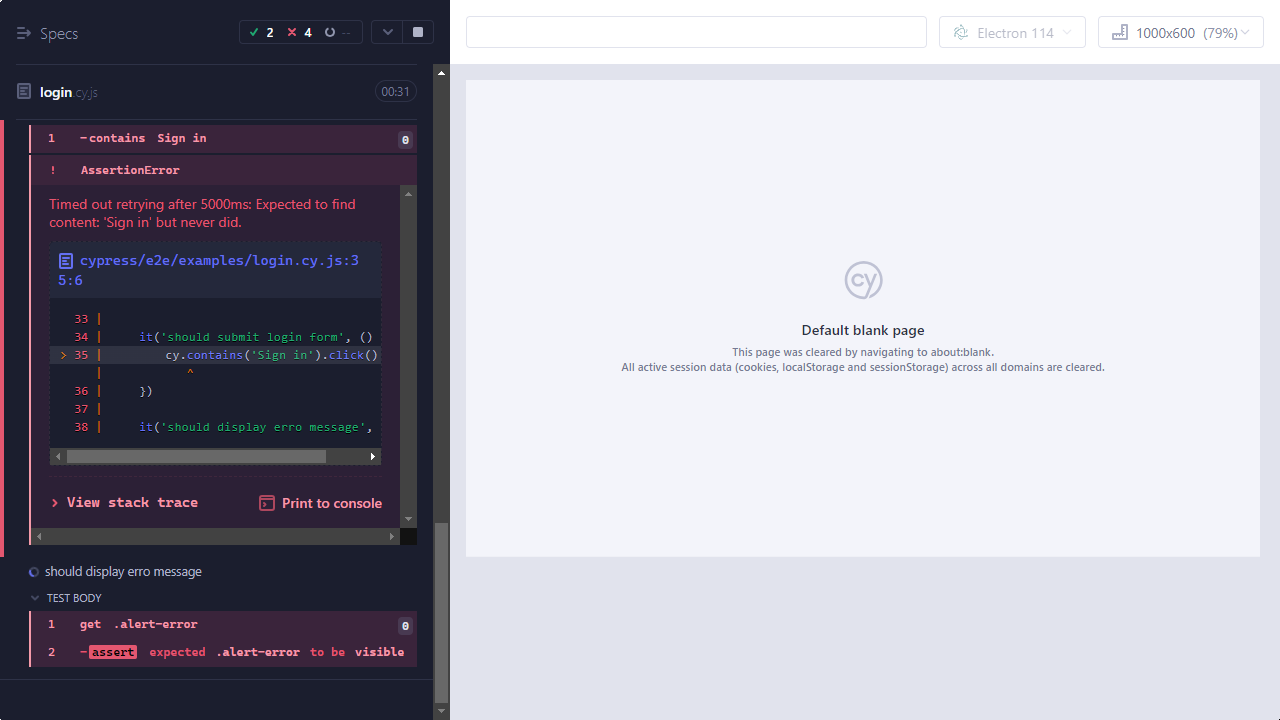 Specs
2
4
--
Electron 114
1000x600 (79%)
login.cy.js
00:31
1 -contains Sign in 0
! AssertionError
Timed out retrying after 5000ms: Expected to find
content: 'Sign in' but never did.
cypress/e2e/examples/login.cy.js:3
5:6
33 |
34 | it('should submit login form', ()
> 35 | cy.contains('Sign in').click()
| ^
36 | })
37 |
38 | it('should display erro message',
> View stack trace
Print to console
should display erro message
TEST BODY
1 get .alert-error 0
2 -assert expected .alert-error to be visible
cy
Default blank page
This page was cleared by navigating to about:blank.
All active session data (cookies, localStorage and sessionStorage) across all domains are cleared.